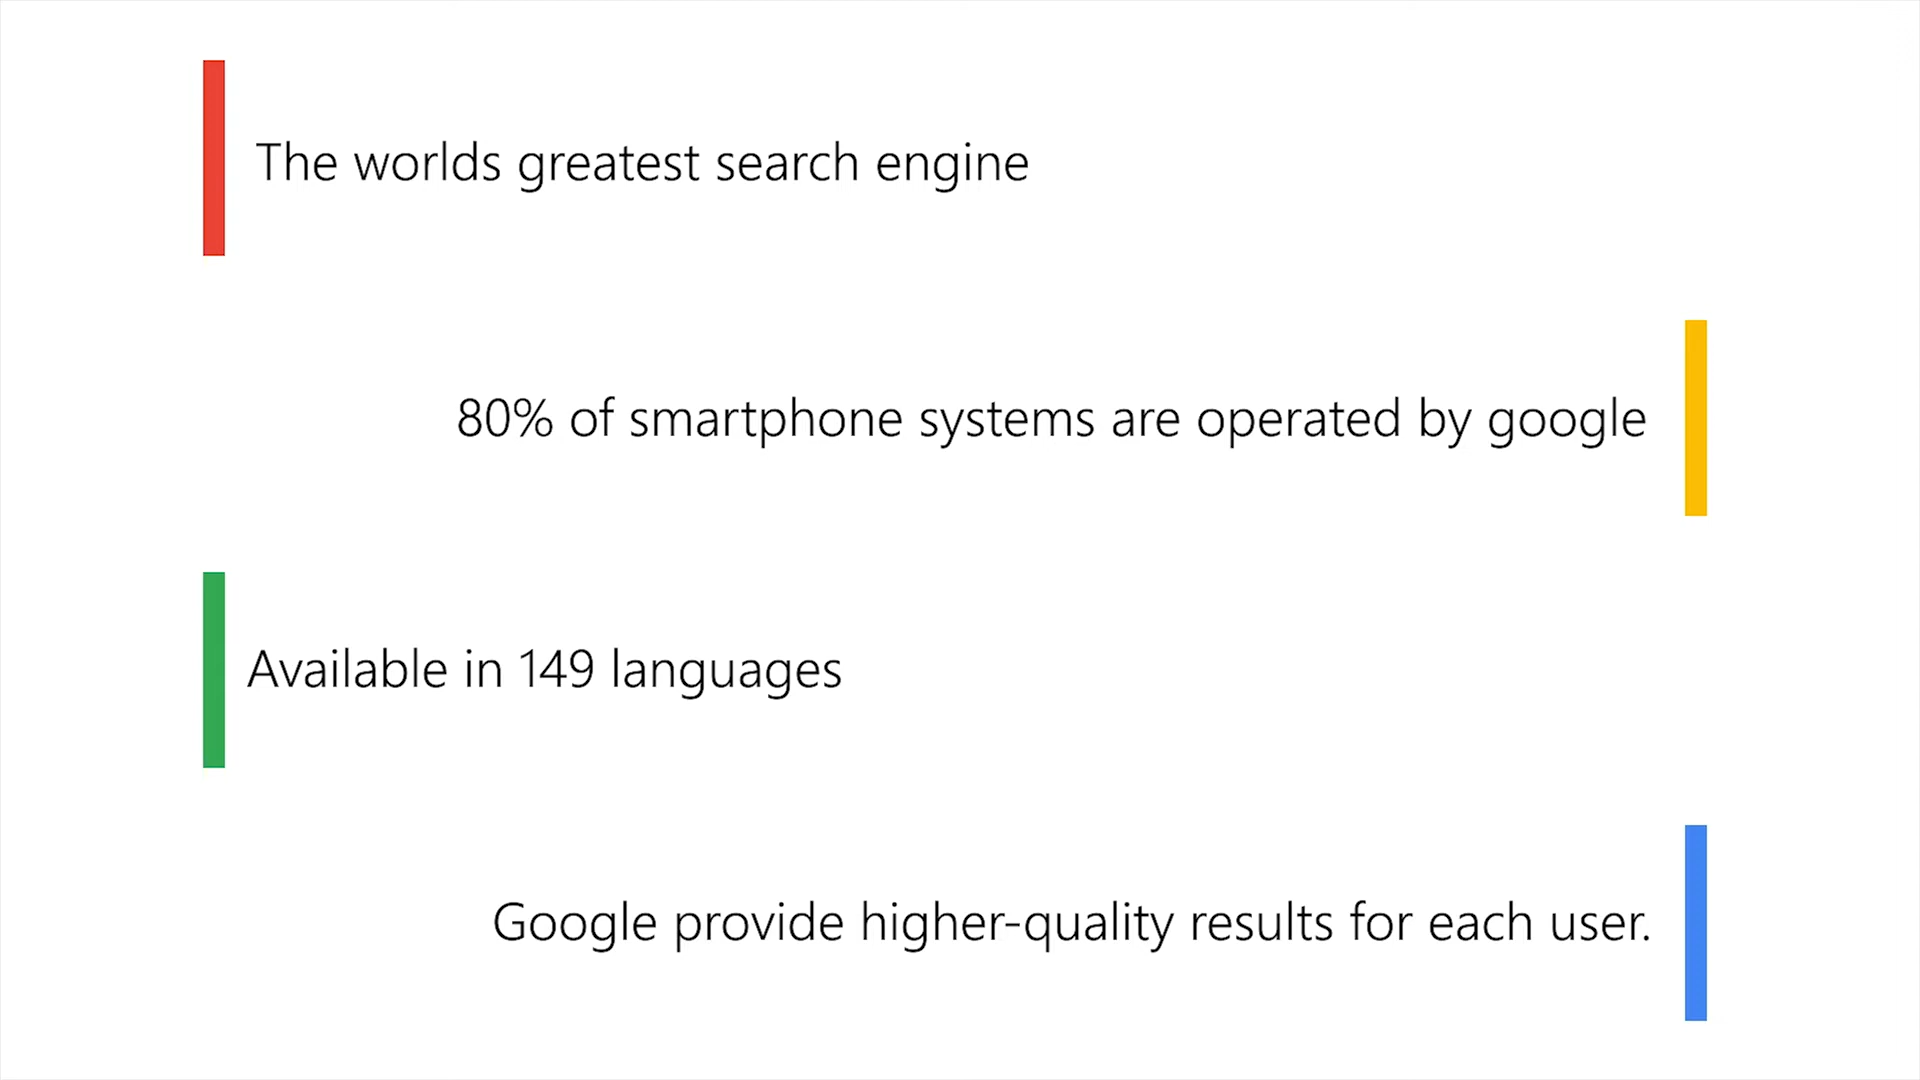 The worlds greatest search engine
80% of smartphone systems are operated by google
Available in 149 languages
Google provide higher-quality results for each user.